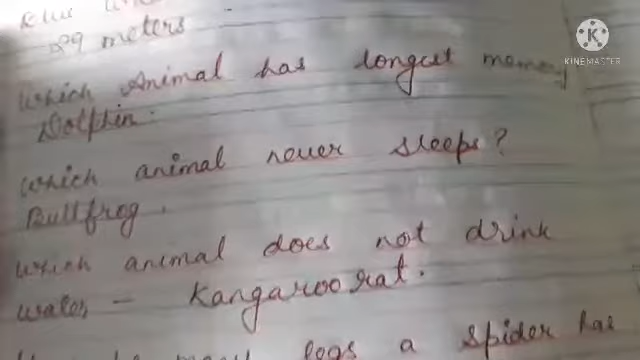 29 meters.
Which Animal has longest memory
Dolphin.
Which animal never sleeps?
Bullfrog.
Which animal does not drink
water - Kangaroo rat.
many legs a spider has
KINEMASTER